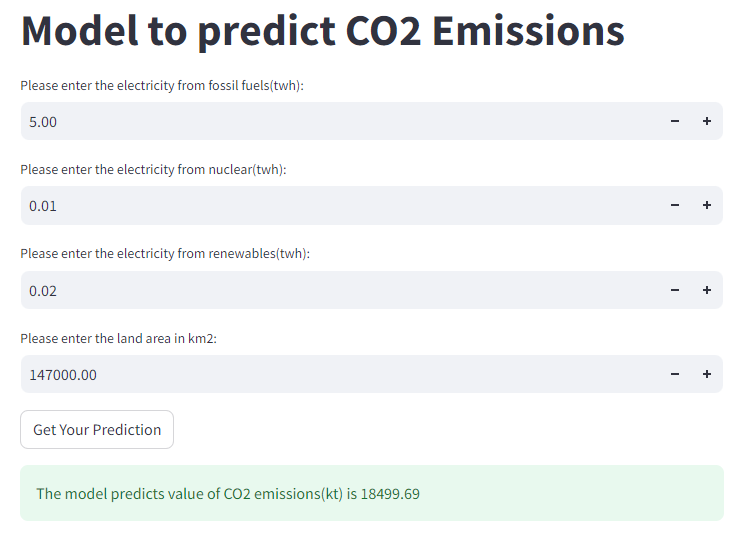 Model to predict CO2 Emissions
Please enter the electricity from fossil fuels(twh):
5.00
Please enter the electricity from nuclear(twh):
0.01
Please enter the electricity from renewables(twh):
0.02
Please enter the land area in km2:
147000.00
Get Your Prediction
The model predicts value of CO2 emissions(kt) is 18499.69